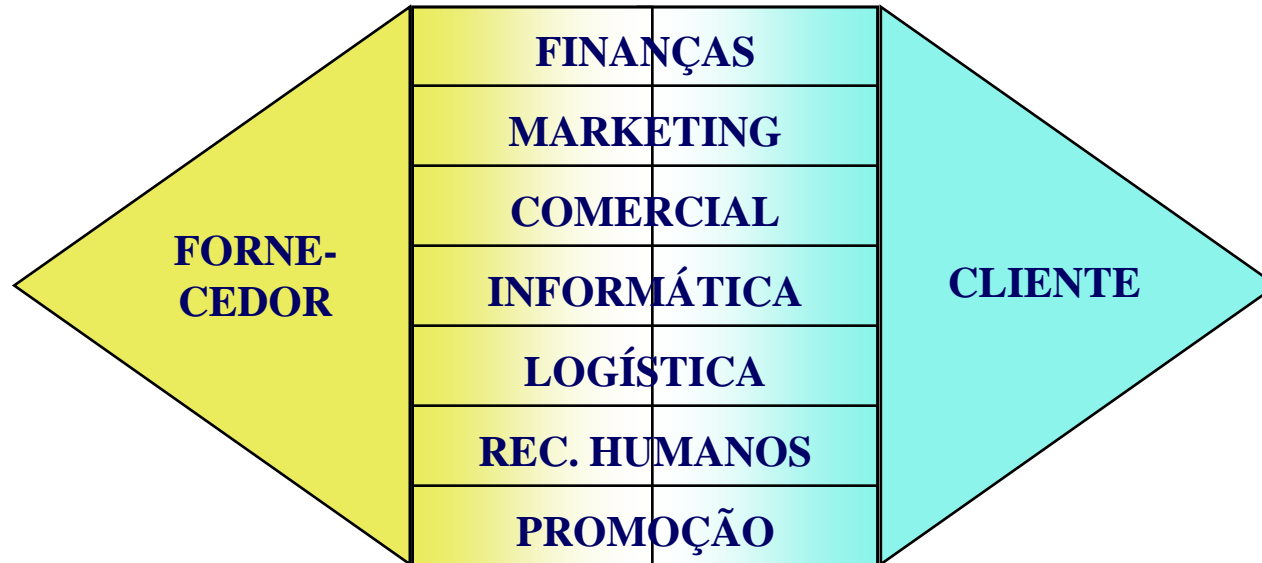 FINANÇAS
MARKETING
COMERCIAL
FORNE-
CEDOR
INFORMÁTICA
CLIENTE
LOGÍSTICA
REC. HUMANOS
PROMOÇÃO